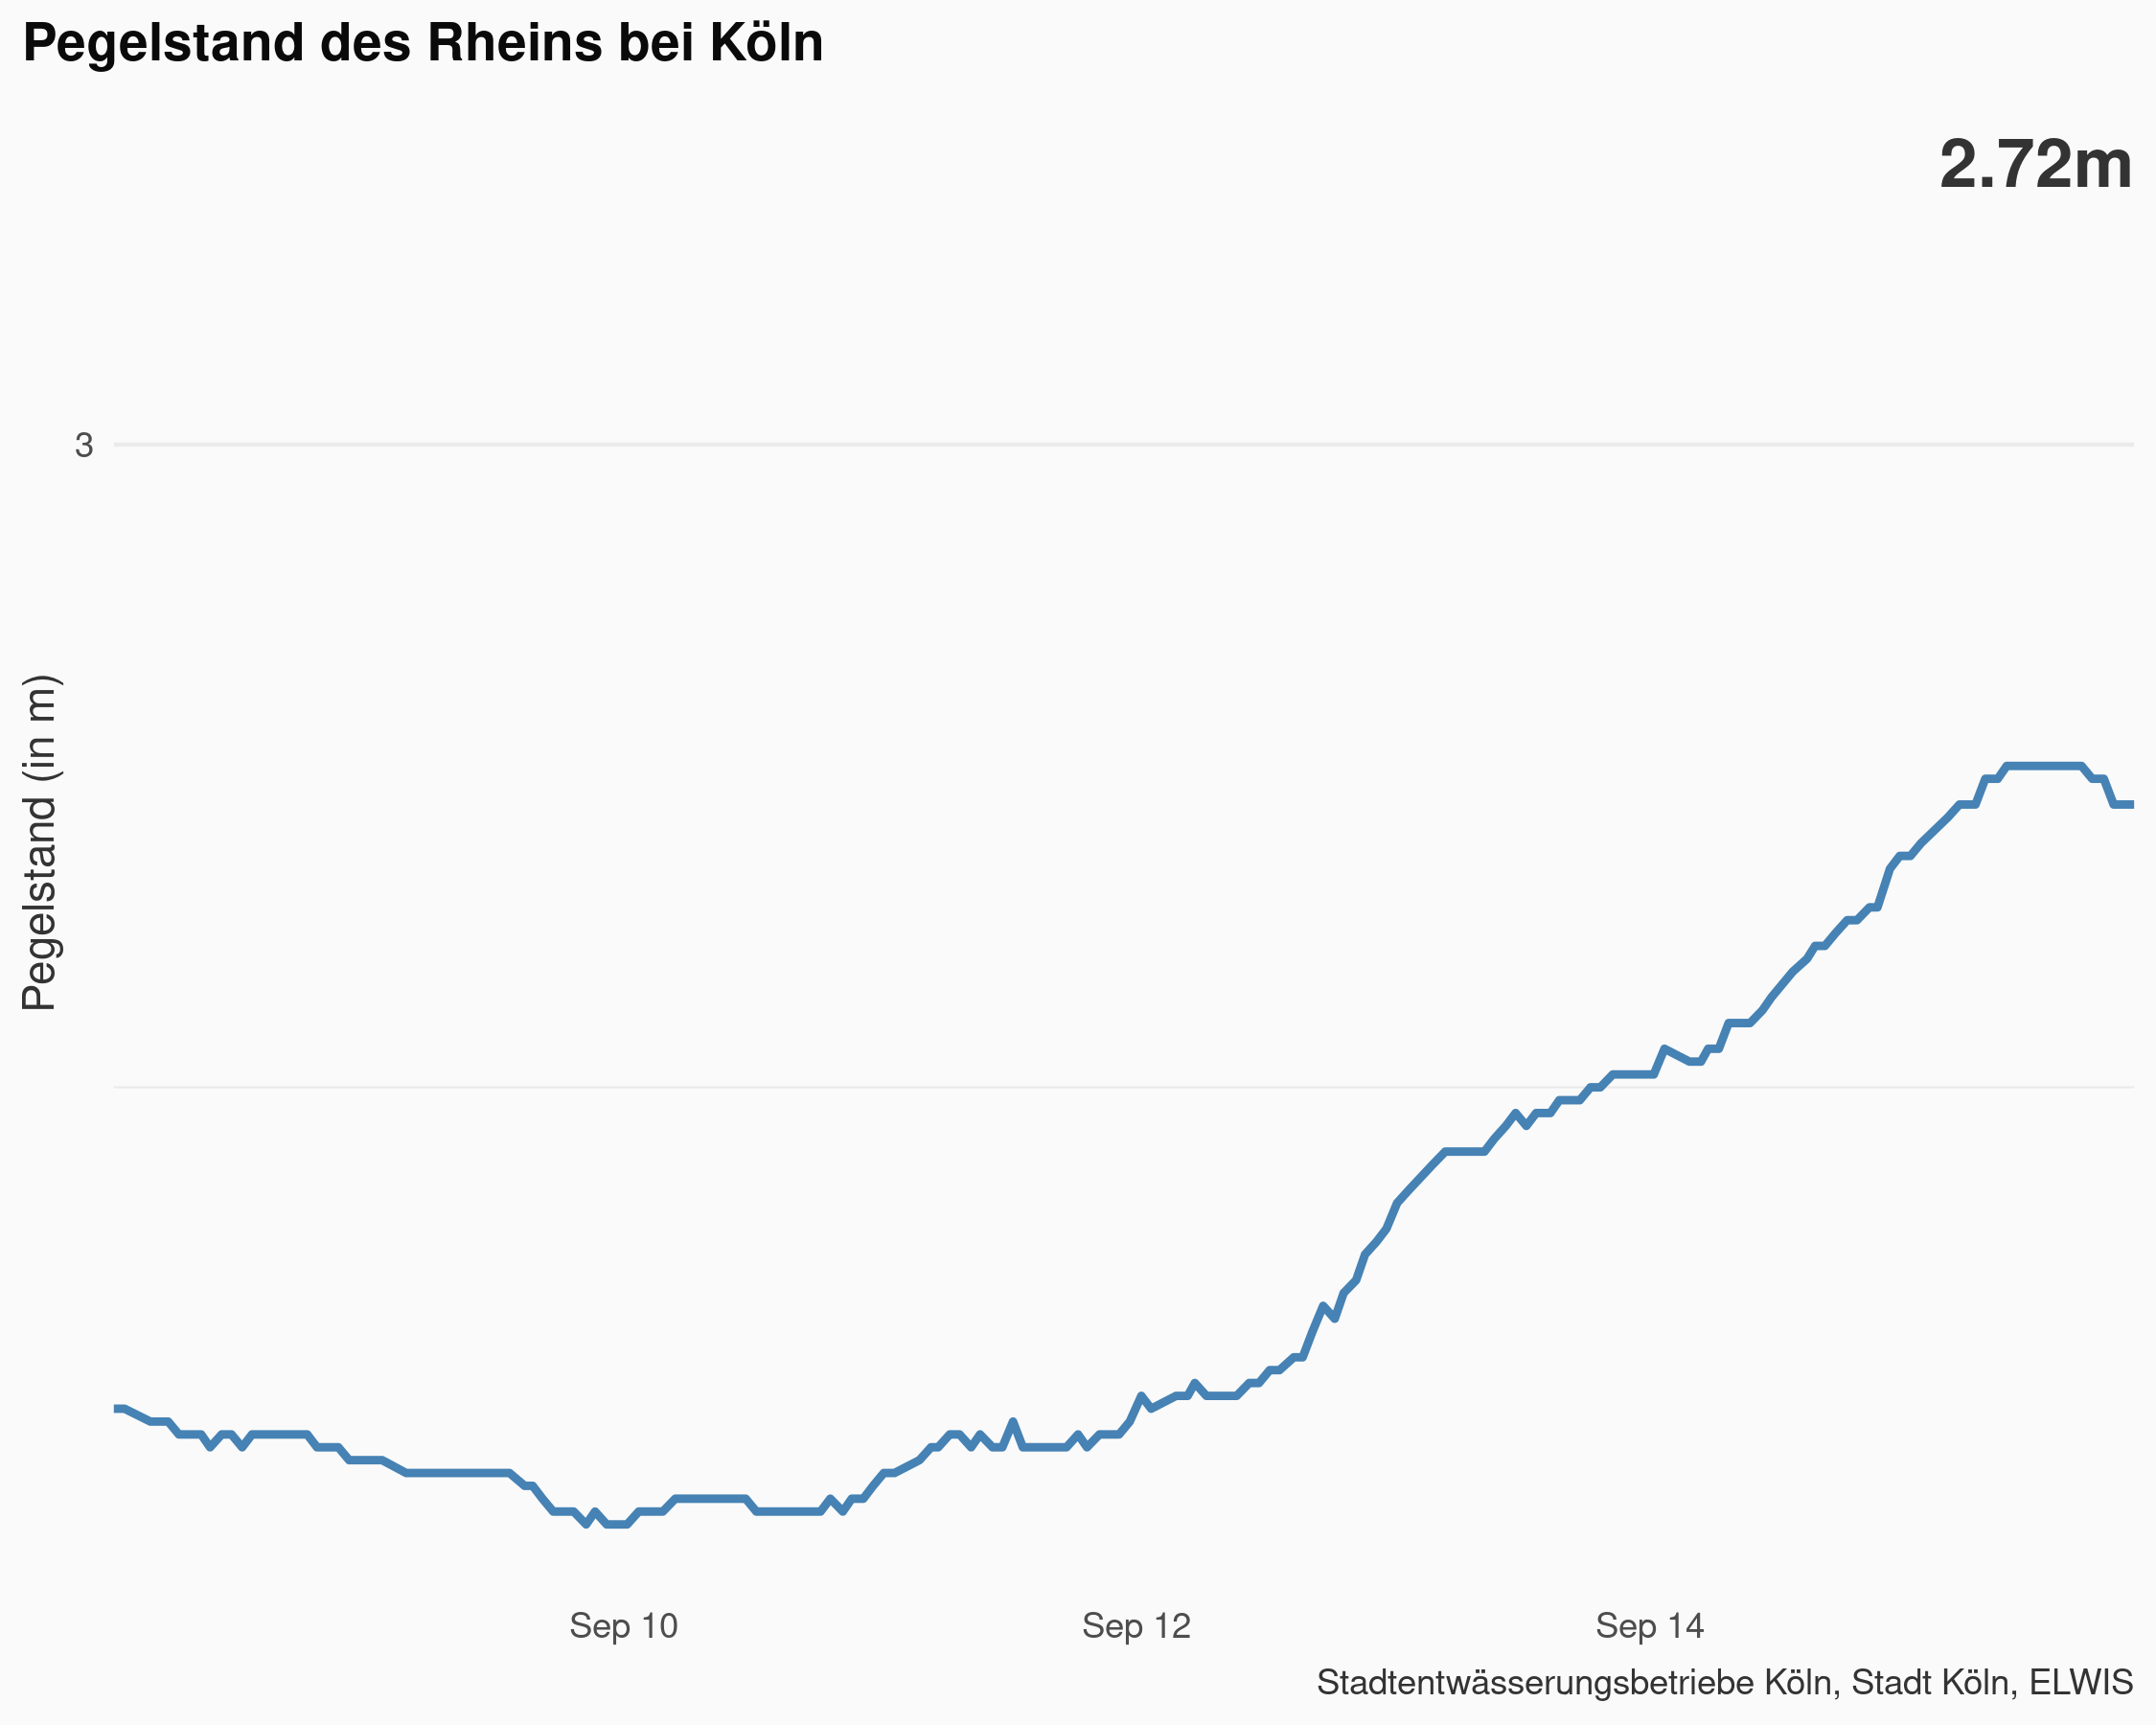 Pegelstand des Rheins bei Köln
2.72m
3
Pegelstand (in m)
Sep 10
Sep 12
Sep 14
Stadtentwässerungsbetriebe Köln, Stadt Köln, ELWIS